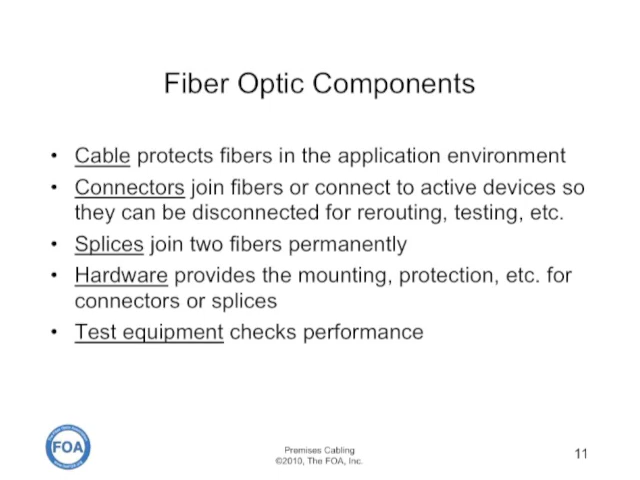 Fiber Optic Components
• Cable protects fibers in the application environment
• Connectors join fibers or connect to active devices so
they can be disconnected for rerouting, testing, etc.
• Splices join two fibers permanently
• Hardware provides the mounting, protection, etc. for
connectors or splices
• Test equipment checks performance
FOA
Premises Cabling
©2010, The FOA, Inc.
11